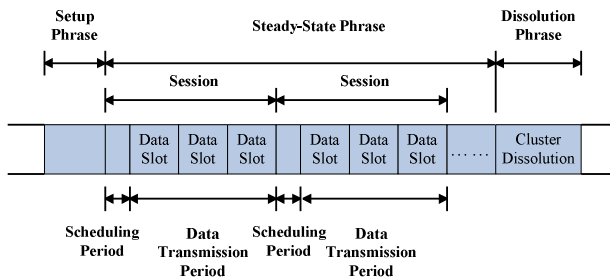 Setup
Phrase
Steady-State Phrase
Dissolution
Phrase
Session
Session
Data
Slot
Data
Slot
Data
Slot
Data
Slot
Data
Slot
Data
Slot
... ...
Cluster
Dissolution
Scheduling
Period
Data
Transmission
Period
Scheduling
Period
Data
Transmission
Period